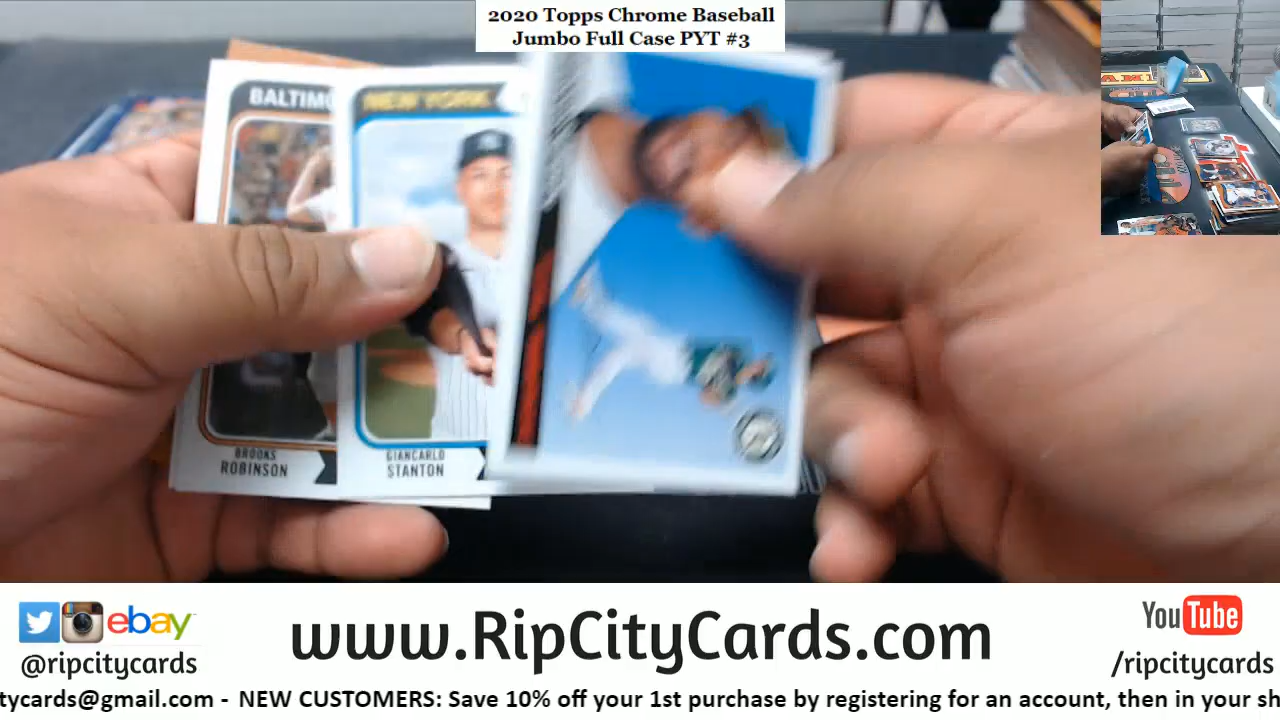 2020 Topps Chrome Baseball
Jumbo Full Case PYT #3
BALTIMO
NEW YORK
BROOKS
ROBINSON
GIANCARLO
STANTON
ebay
@ripcitycards
www.RipCityCards.com
YouTube
/ripcitycards
tycards@gmail.com - NEW CUSTOMERS: Save 10% off your 1st purchase by registering for an account, then in your sh